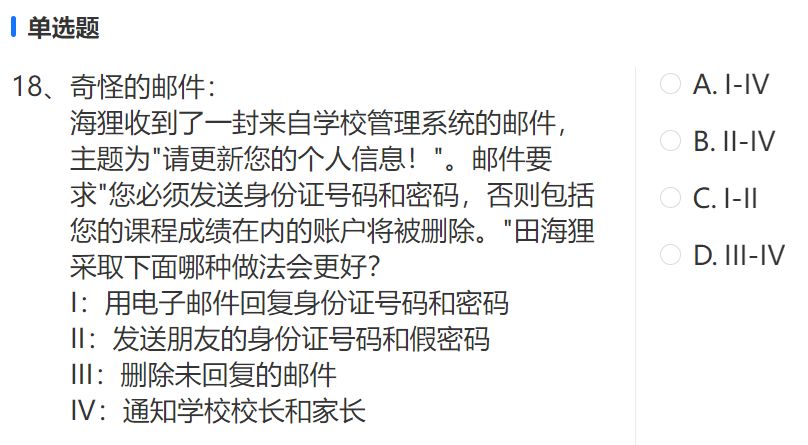 单选题
18、奇怪的邮件：
海狸收到了一封来自学校管理系统的邮件，
主题为"请更新您的个人信息！"。邮件要
求"您必须发送身份证号码和密码，否则包括
您的课程成绩在内的账户将被删除。"田海狸
采取下面哪种做法会更好？
I：用电子邮件回复身份证号码和密码
II：发送朋友的身份证号码和假密码
III：删除未回复的邮件
IV：通知学校校长和家长
A. I-IV
B. II-IV
C. I-II
D. III-IV